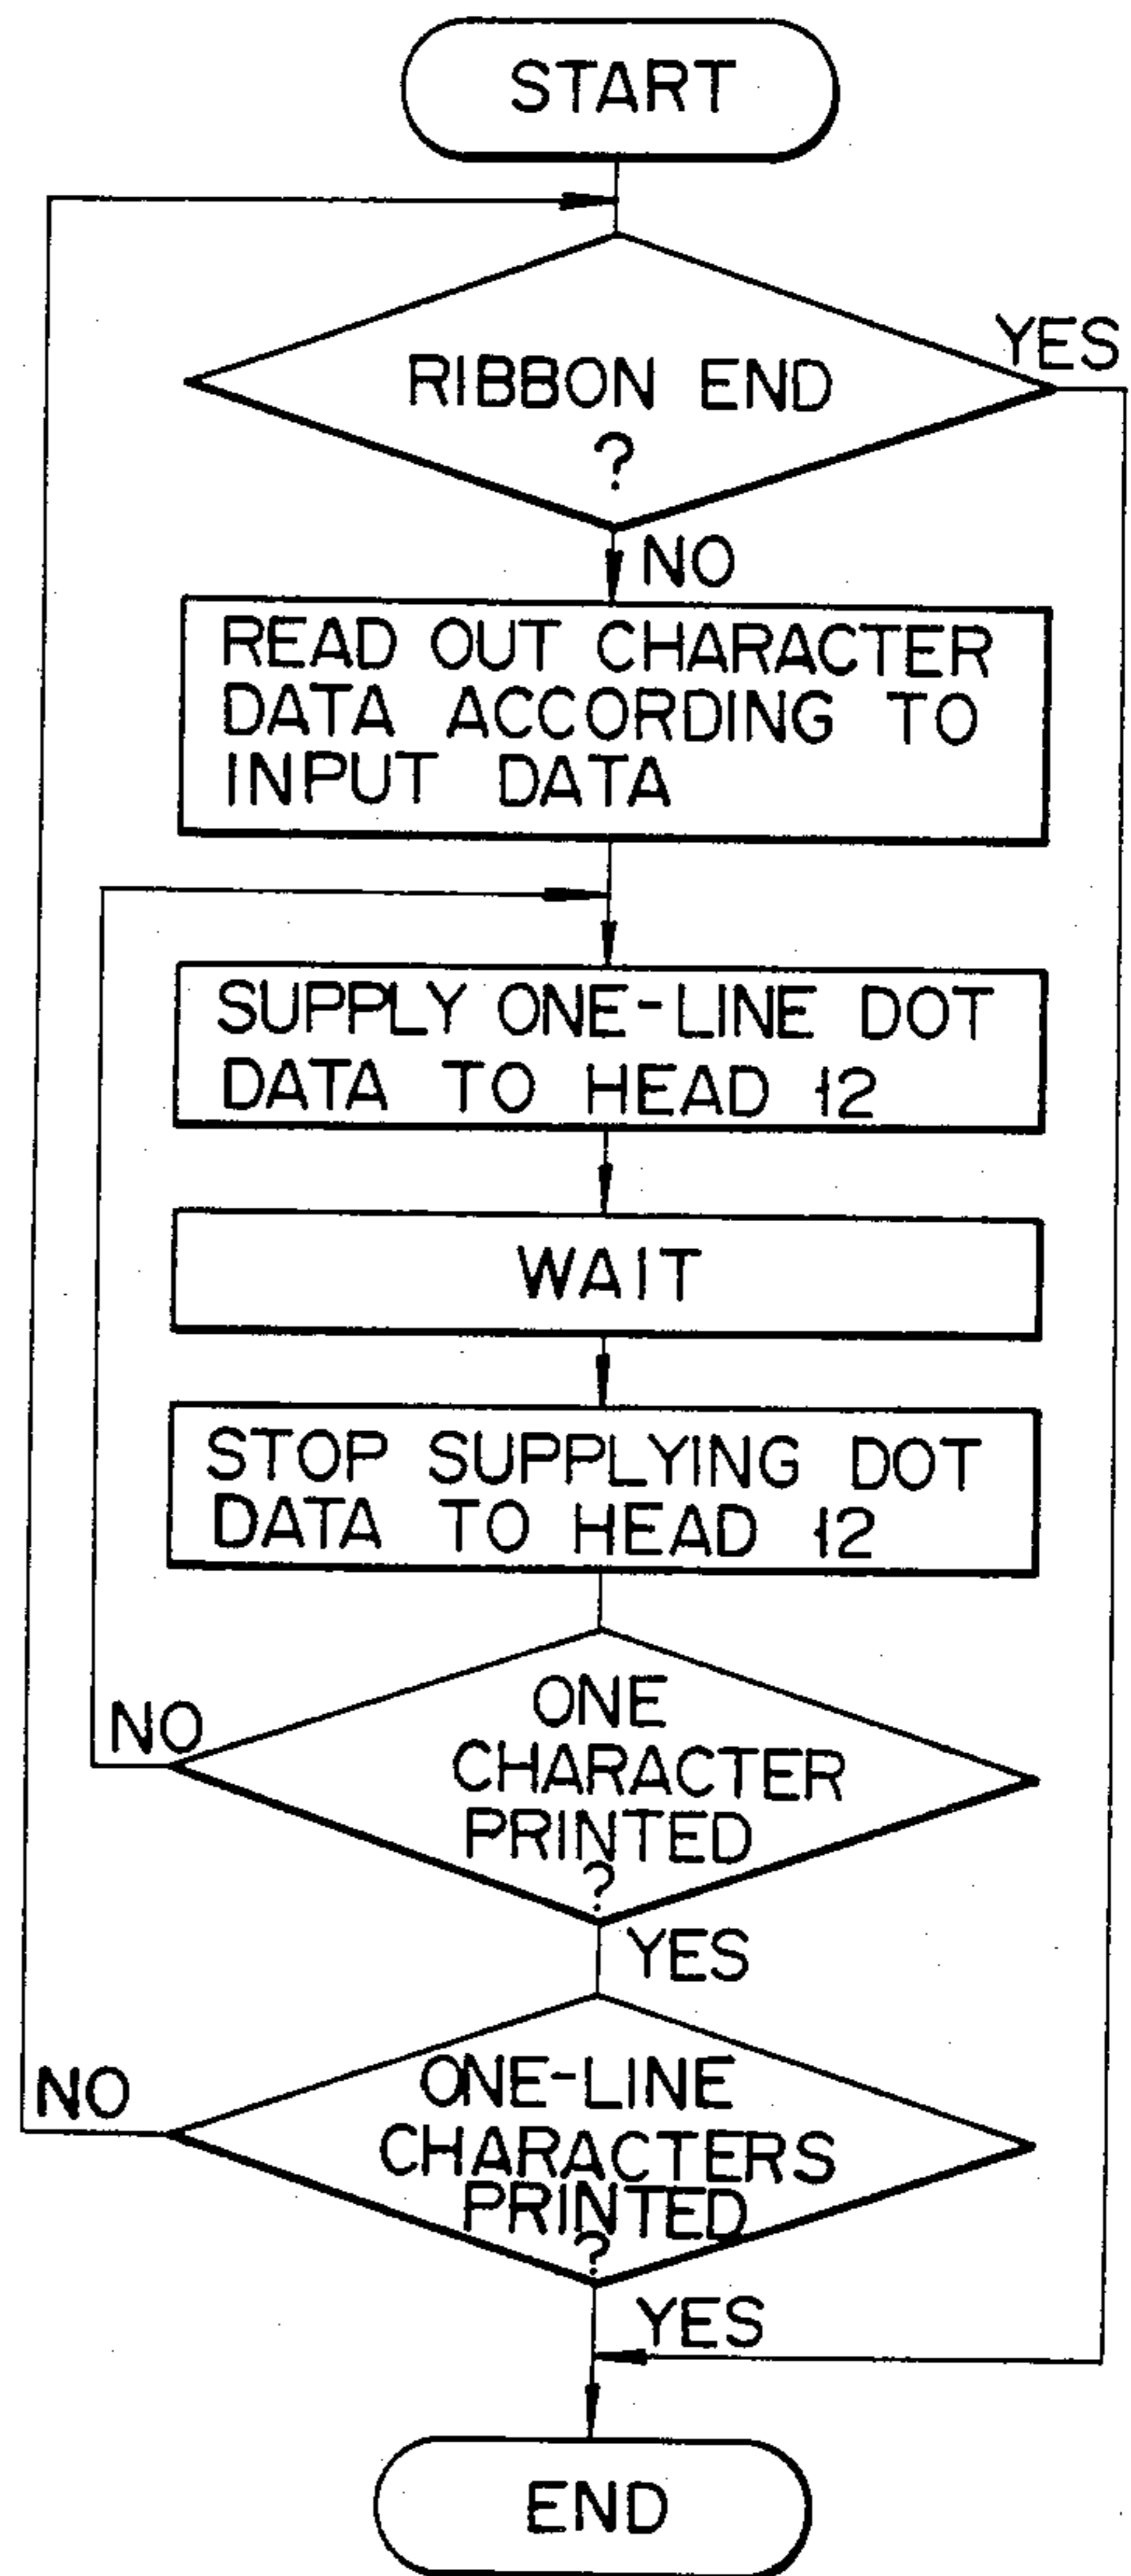 START
RIBBON END
?
YES
NO
READ OUT CHARACTER
DATA ACCORDING TO
INPUT DATA
SUPPLY ONE-LINE DOT
DATA TO HEAD 12
WAIT
STOP SUPPLYING DOT
DATA TO HEAD 12
ONE
CHARACTER
PRINTED
?
NO
YES
ONE-LINE
CHARACTERS
PRINTED
?
NO
YES
END